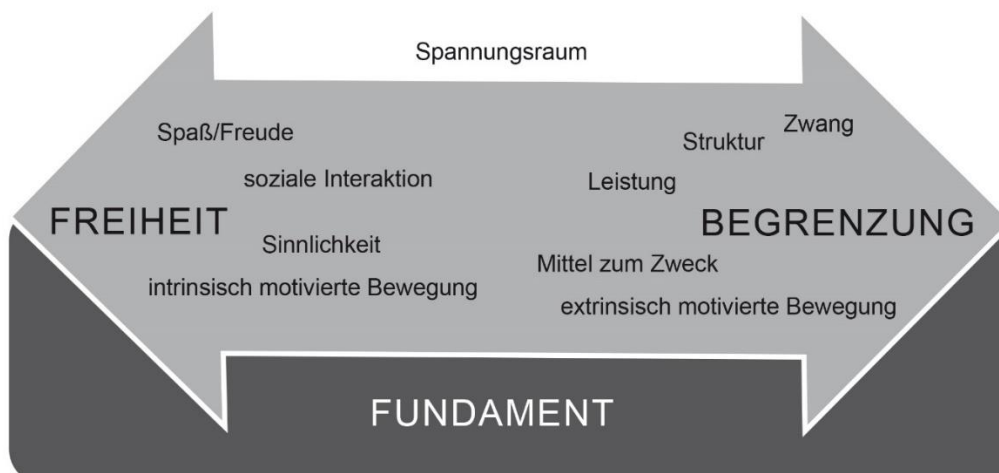 Spannungsraum
Zwang
Spaß/Freude
Struktur
soziale Interaktion
Leistung
FREIHEIT
BEGRENZUNG
Sinnlichkeit
Mittel zum Zweck
intrinsisch motivierte Bewegung
extrinsisch motivierte Bewegung
FUNDAMENT